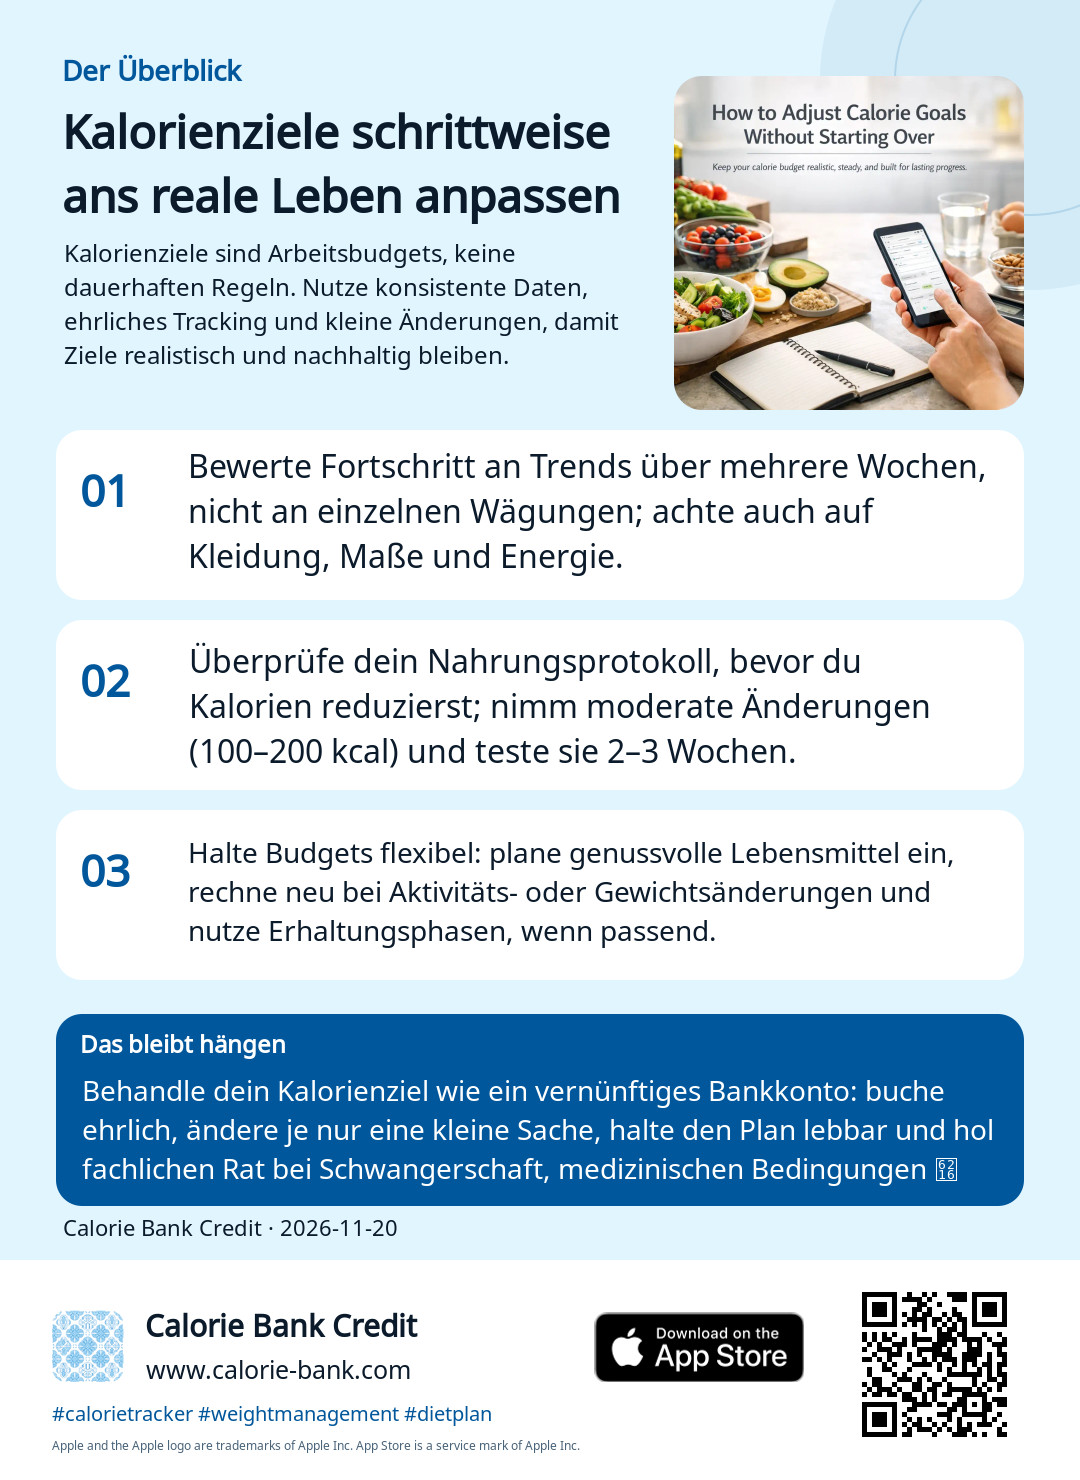 Der Überblick
Kalorienziele schrittweise
ans reale Leben anpassen
Kalorienziele sind Arbeitsbudgets, keine
dauerhaften Regeln. Nutze konsistente Daten,
ehrliches Tracking und kleine Änderungen, damit
Ziele realistisch und nachhaltig bleiben.
How to Adjust Calorie Goals
Without Starting Over
Keep your calorie budget realistic, steady, and built for lasting progress.
01
Bewerte Fortschritt an Trends über mehrere Wochen,
nicht an einzelnen Wägungen; achte auch auf
Kleidung, Maße und Energie.
02
Überprüfe dein Nahrungsprotokoll, bevor du
Kalorien reduzierst; nimm moderate Änderungen
(100–200 kcal) und teste sie 2–3 Wochen.
03
Halte Budgets flexibel: plane genussvolle Lebensmittel ein,
rechne neu bei Aktivitäts- oder Gewichtsänderungen und
nutze Erhaltungsphasen, wenn passend.
Das bleibt hängen
Behandle dein Kalorienziel wie ein vernünftiges Bankkonto: buche
ehrlich, ändere je nur eine kleine Sache, halte den Plan lebbar und hol
fachlichen Rat bei Schwangerschaft, medizinischen Bedingungen
Calorie Bank Credit · 2026-11-20
Calorie Bank Credit
www.calorie-bank.com
Download on the
App Store
#calorietracker #weightmanagement #dietplan
Apple and the Apple logo are trademarks of Apple Inc. App Store is a service mark of Apple Inc.